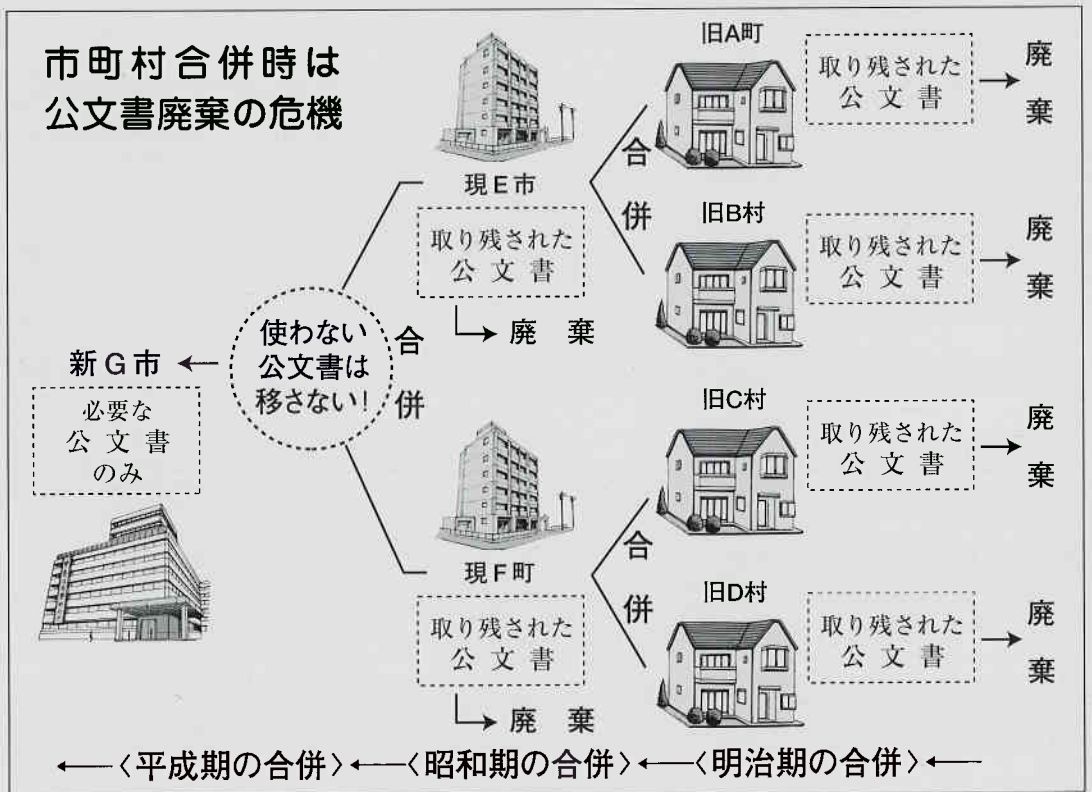 市町村合併時は
公文書廃棄の危機
旧A町
取り残された
公文書
廃棄
現E市
合併
旧B村
取り残された
公文書
廃棄
取り残された
公文書
廃棄
使わない
公文書は
移さない!
合併
新G市
必要な
公文書
のみ
旧C村
取り残された
公文書
廃棄
現F町
合併
旧D村
取り残された
公文書
廃棄
取り残された
公文書
廃棄
〈平成期の合併〉
〈昭和期の合併〉
〈明治期の合併〉